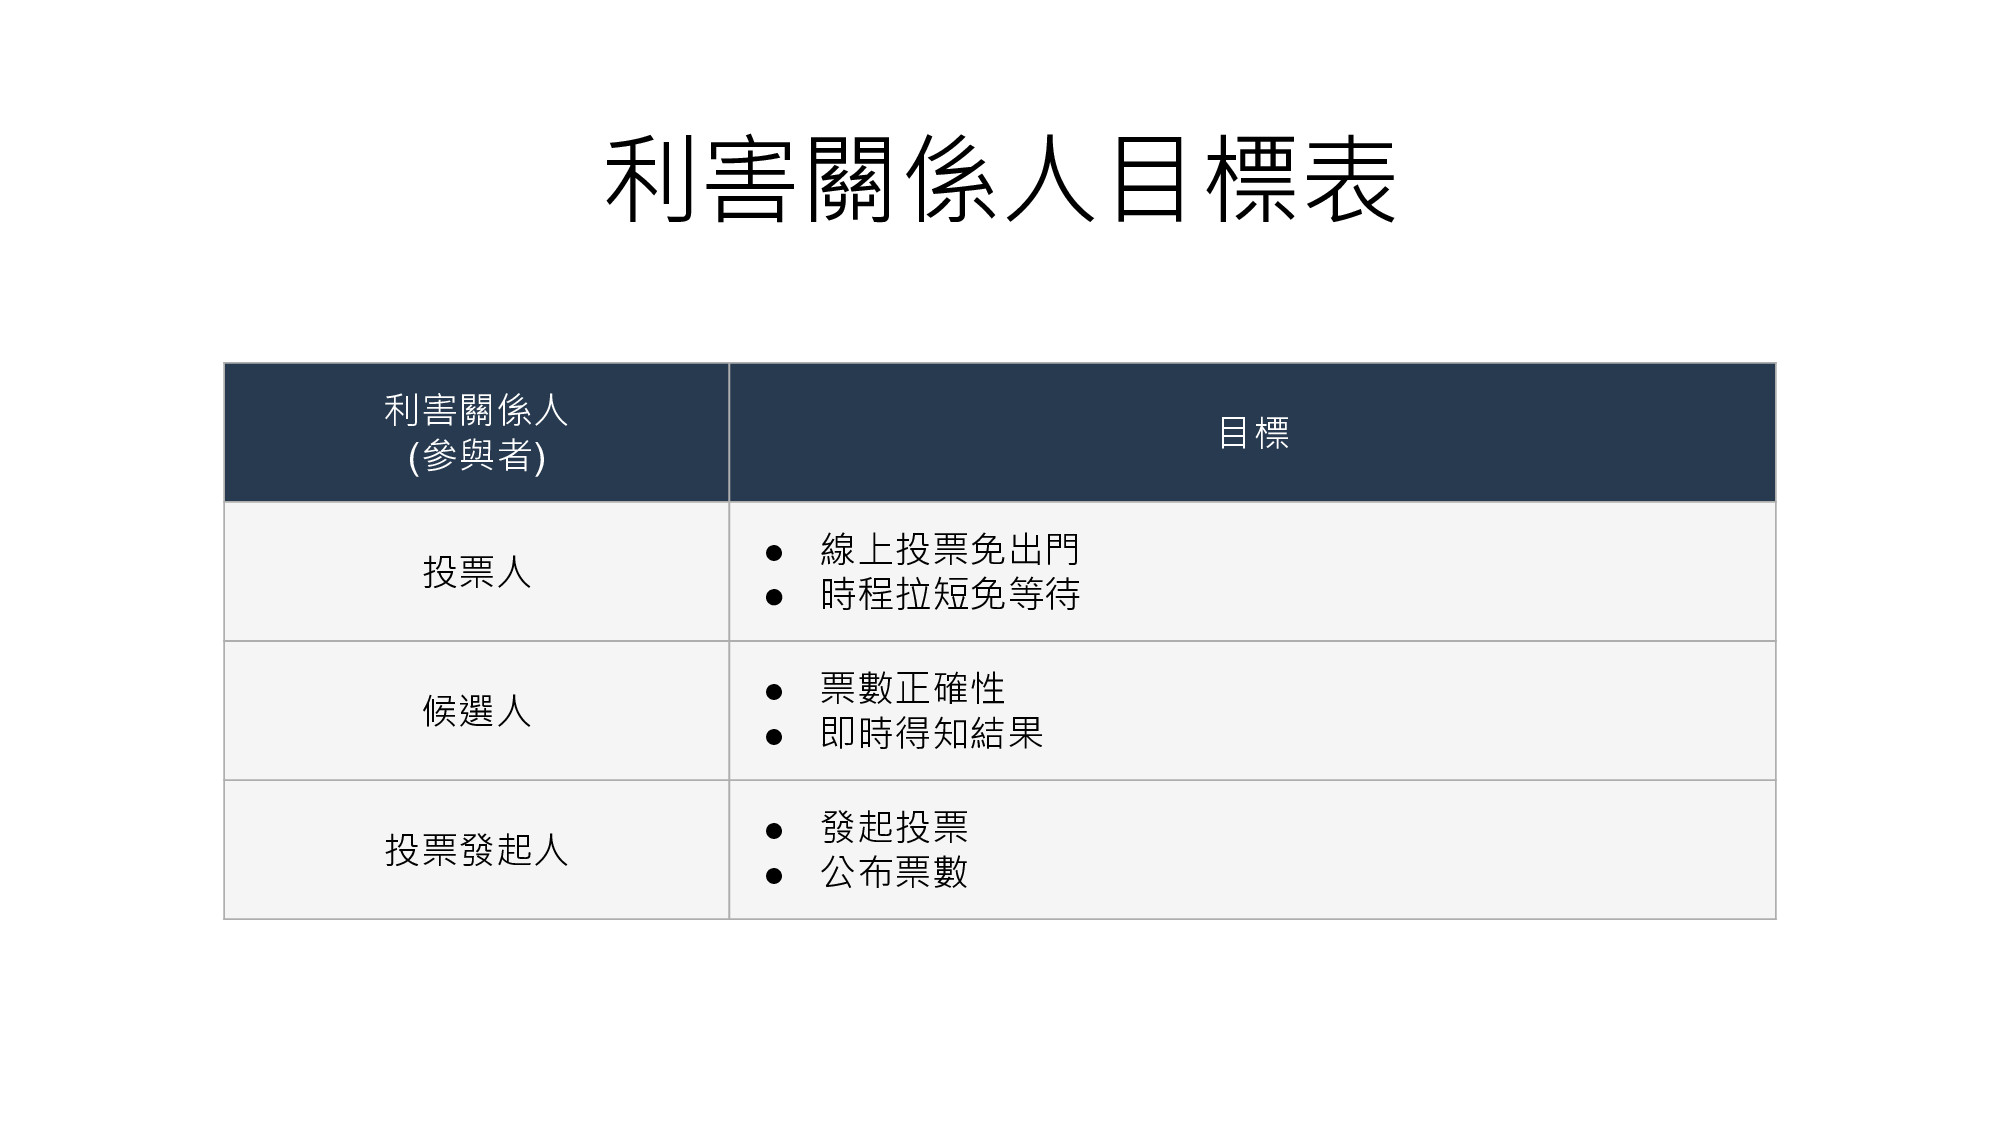 利害關係人目標表
利害關係人
(參與者)
目標
投票人
● 線上投票免出門
● 時程拉短免等待
候選人
● 票數正確性
● 即時得知結果
投票發起人
● 發起投票
● 公布票數